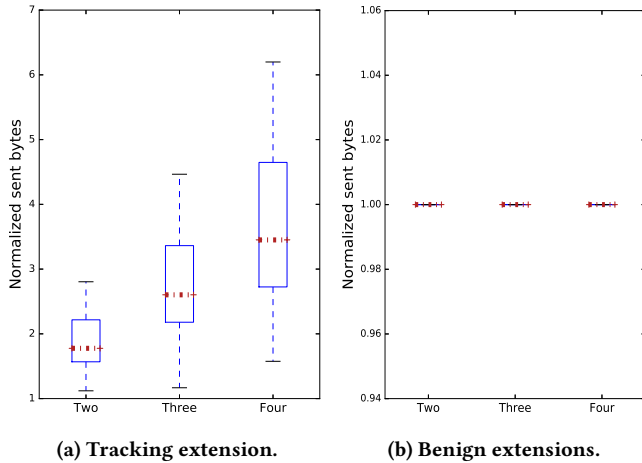 7
6
5
4
3
2
1
Normalized sent bytes
Two Three Four
(a) Tracking extension.
1.06
1.04
1.02
1.00
0.98
0.96
0.94
Normalized sent bytes
Two Three Four
(b) Benign extensions.